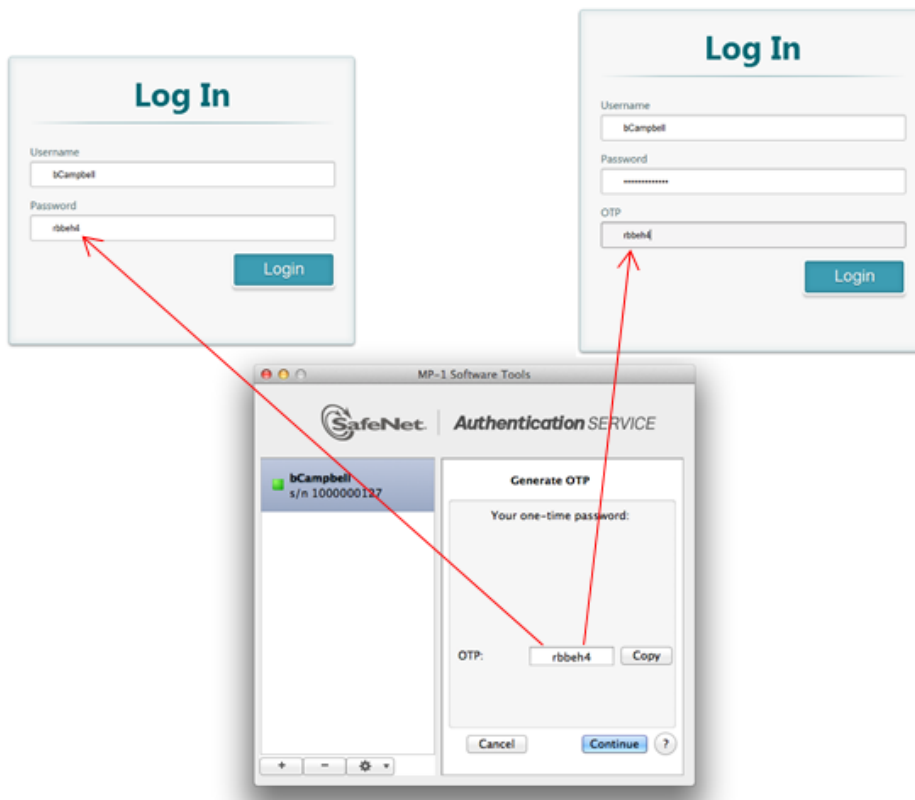 Log In
Username
bCampbell
Password
rbbeh4
Login
Log In
Username
bCampbell
Password
•••••••••••••
OTP
rbbeh4
Login
MP-1 Software Tools
SafeNet. Authentication SERVICE
bCampbell
s/n 1000000127
Generate OTP
Your one-time password:
OTP: rbbeh4 Copy
Cancel Continue ?
+ −